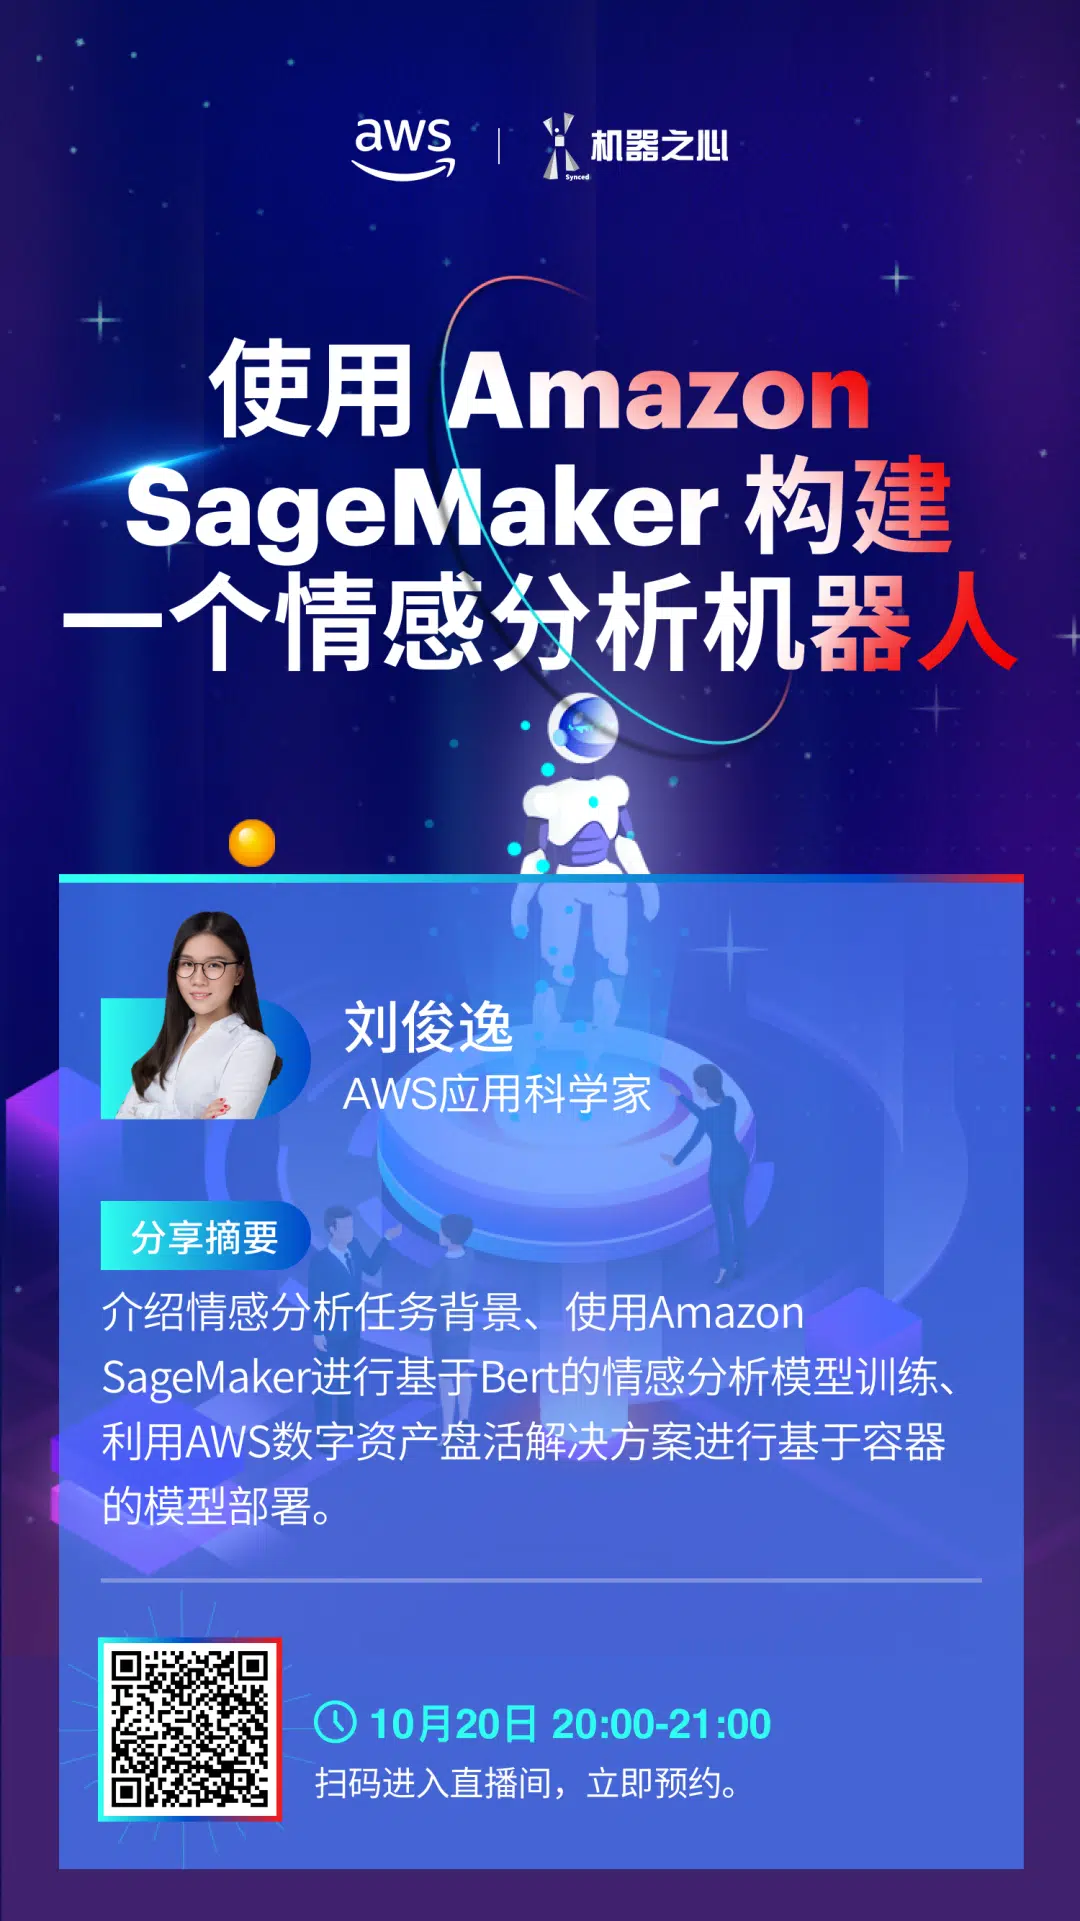 aws
机器之心
Synced
使用 Amazon
SageMaker 构建
一个情感分析机器人
刘俊逸
AWS应用科学家
分享摘要
介绍情感分析任务背景、使用Amazon
SageMaker进行基于Bert的情感分析模型训练、
利用AWS数字资产盘活解决方案进行基于容器
的模型部署。
10月20日 20:00-21:00
扫码进入直播间，立即预约。